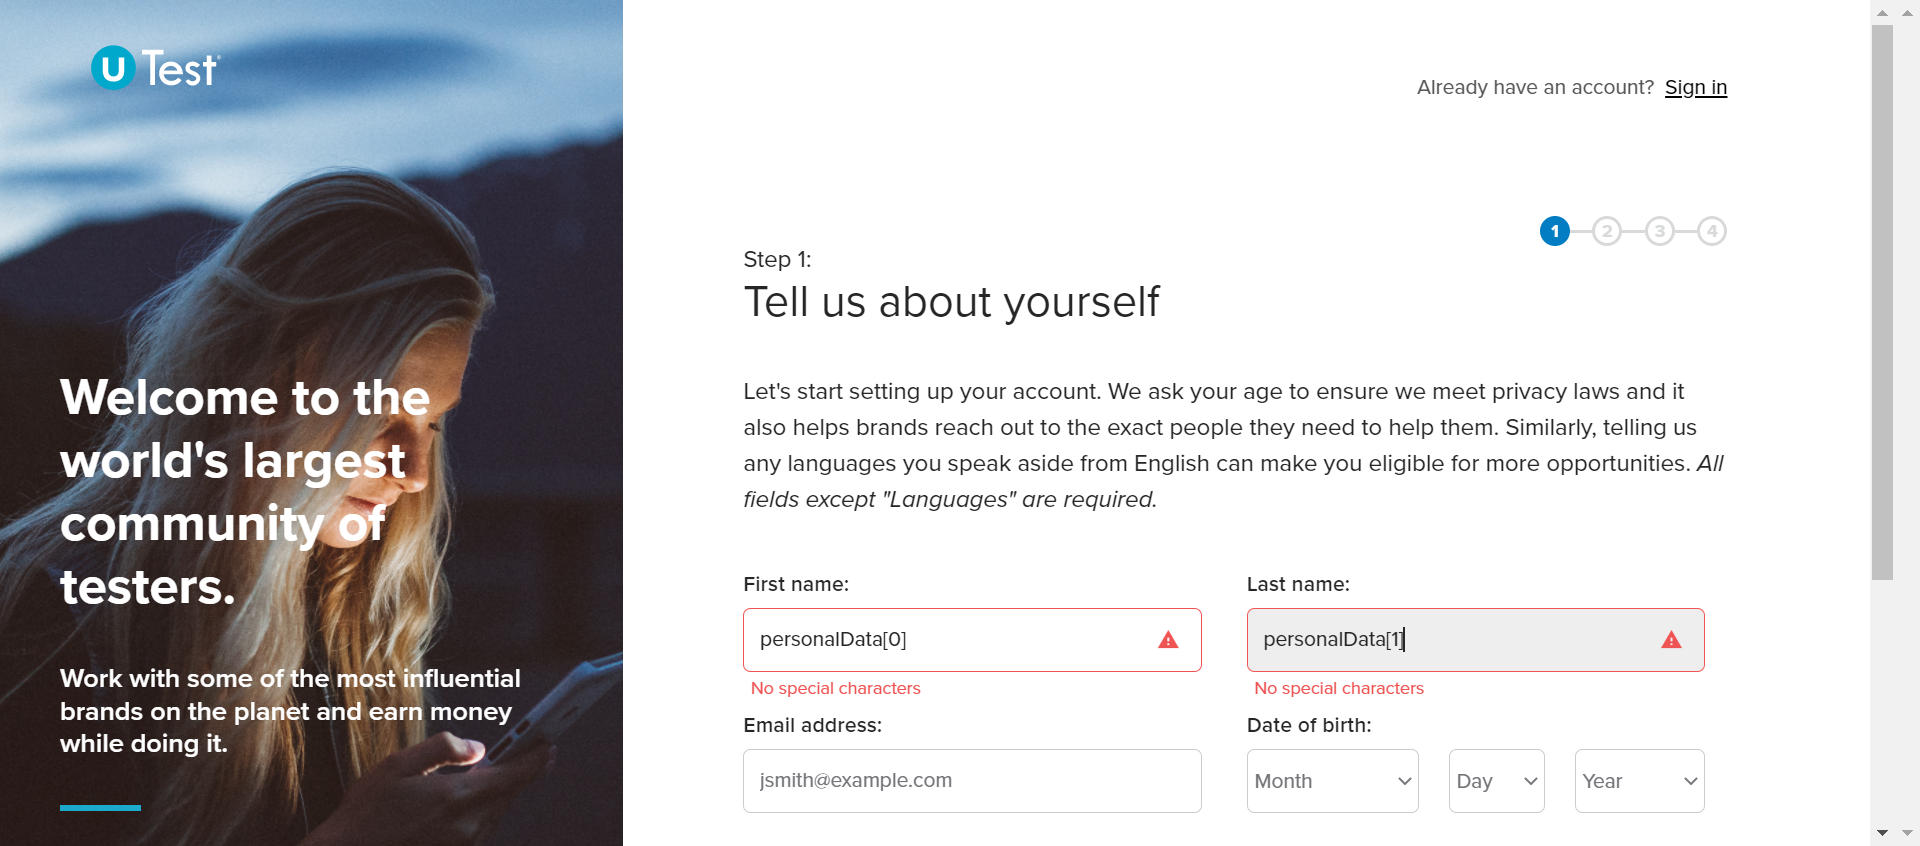 u Test
Welcome to the
world's largest
community of
testers.
Work with some of the most influential
brands on the planet and earn money
while doing it.
Already have an account? Sign in
1 2 3 4
Step 1:
Tell us about yourself
Let's start setting up your account. We ask your age to ensure we meet privacy laws and it
also helps brands reach out to the exact people they need to help them. Similarly, telling us
any languages you speak aside from English can make you eligible for more opportunities. All
fields except "Languages" are required.
First name:
Last name:
personalData[0]
personalData[1]
No special characters
No special characters
Email address:
Date of birth:
jsmith@example.com
Month
Day
Year